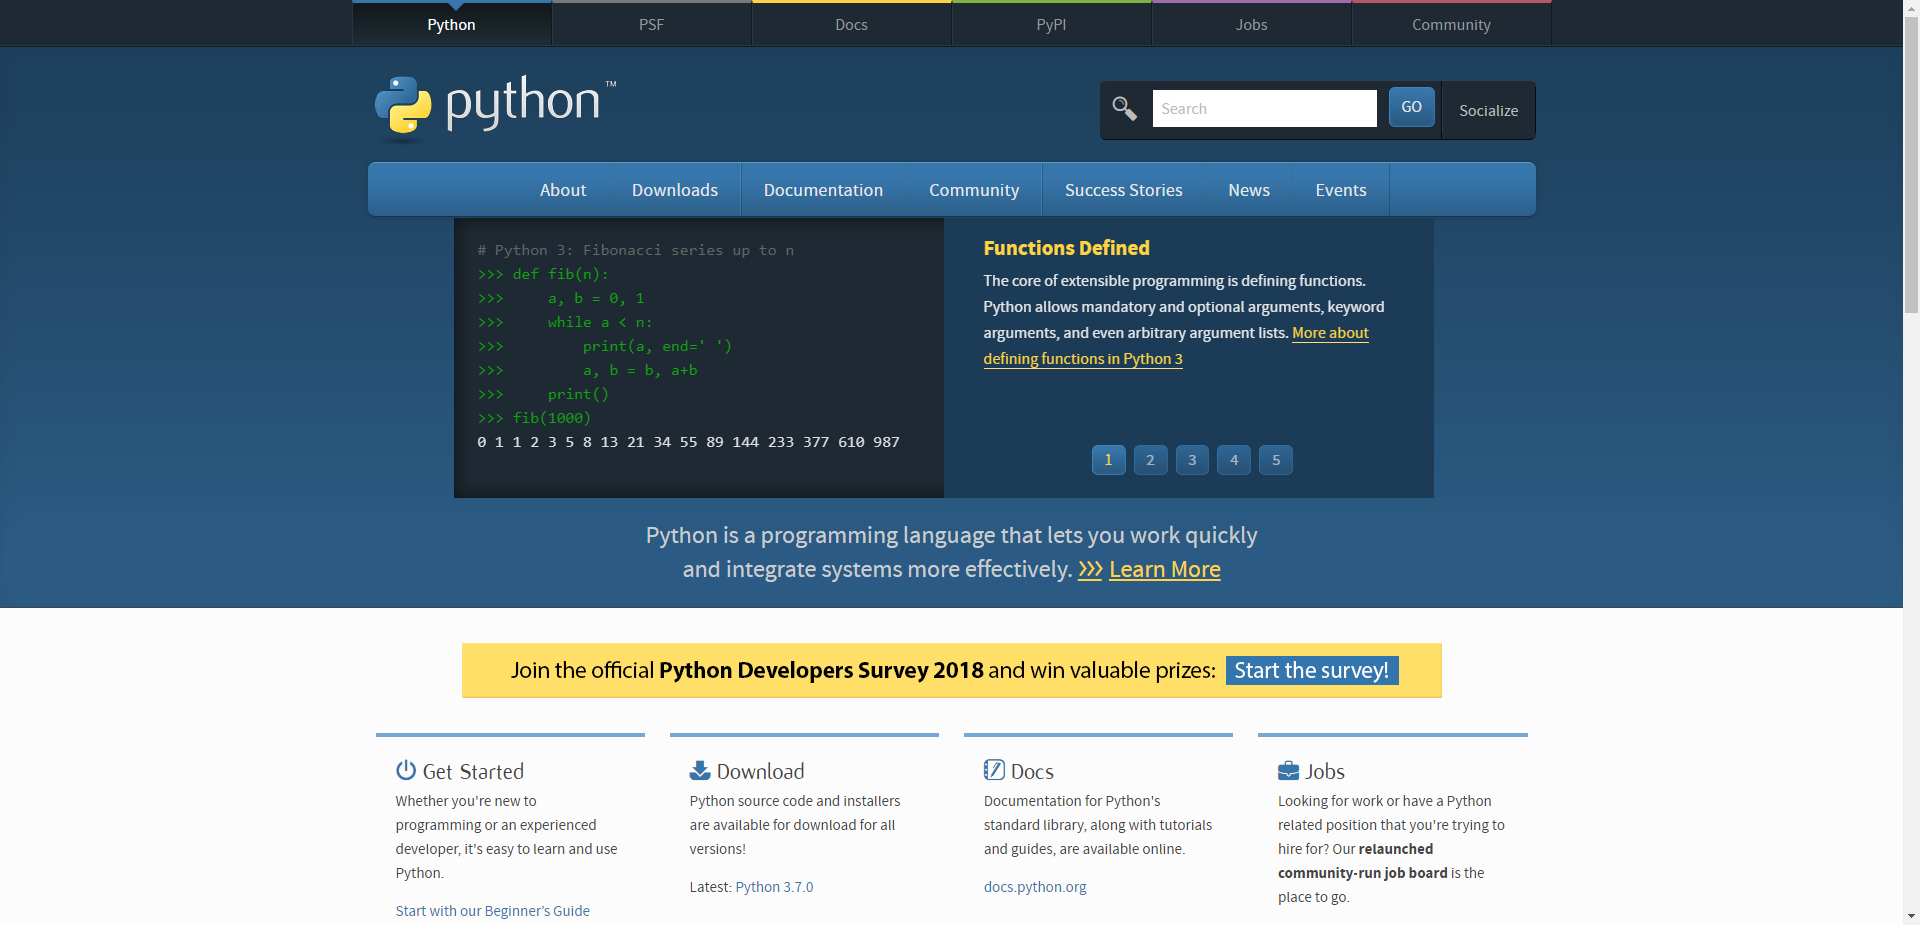 Python PSF Docs PyPI Jobs Community
python™
Search GO Socialize
About Downloads Documentation Community Success Stories News Events
# Python 3: Fibonacci series up to n
>>> def fib(n):
>>>     a, b = 0, 1
>>>     while a < n:
>>>         print(a, end=' ')
>>>         a, b = b, a+b
>>>     print()
>>> fib(1000)
0 1 1 2 3 5 8 13 21 34 55 89 144 233 377 610 987
Functions Defined
The core of extensible programming is defining functions.
Python allows mandatory and optional arguments, keyword
arguments, and even arbitrary argument lists. More about
defining functions in Python 3
1 2 3 4 5
Python is a programming language that lets you work quickly
and integrate systems more effectively. >>> Learn More
Join the official Python Developers Survey 2018 and win valuable prizes: Start the survey!
Get Started
Whether you're new to
programming or an experienced
developer, it's easy to learn and use
Python.
Start with our Beginner’s Guide
Download
Python source code and installers
are available for download for all
versions!
Latest: Python 3.7.0
Docs
Documentation for Python's
standard library, along with tutorials
and guides, are available online.
docs.python.org
Jobs
Looking for work or have a Python
related position that you're trying to
hire for? Our relaunched
community-run job board is the
place to go.